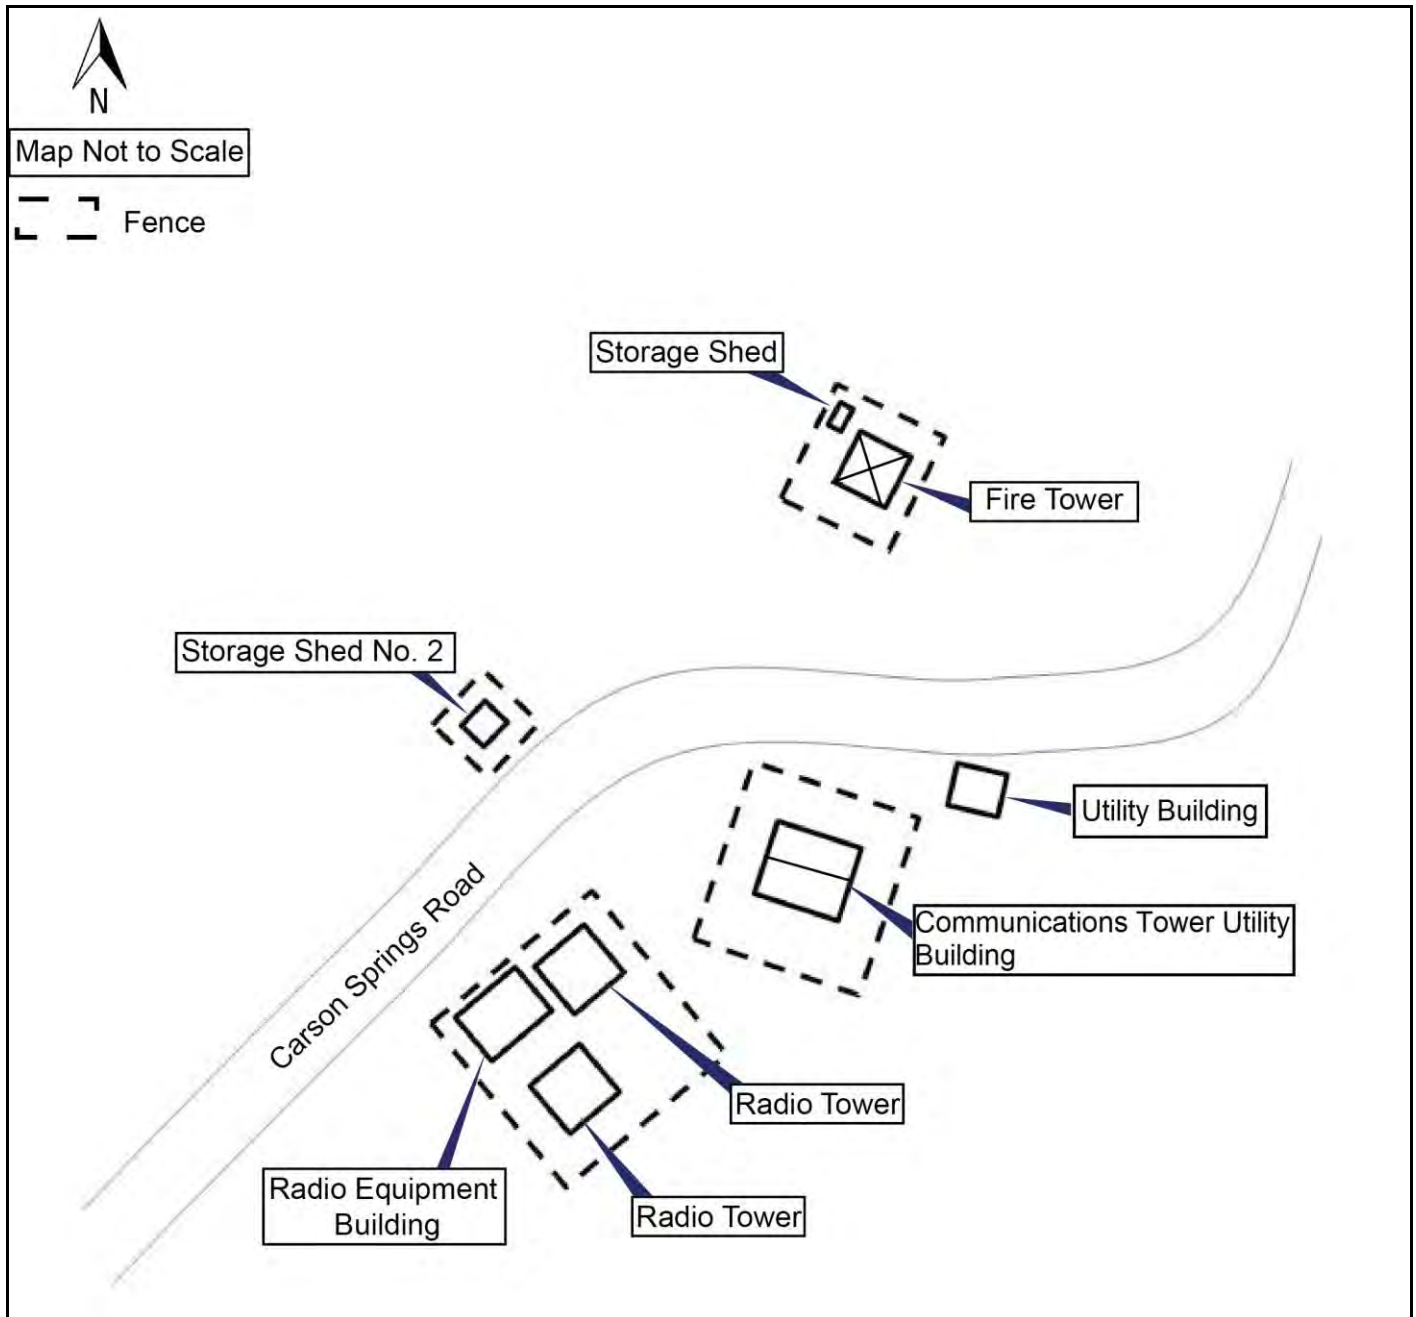 N
Map Not to Scale
Fence
Storage Shed
Fire Tower
Storage Shed No. 2
Utility Building
Carson Springs Road
Communications Tower Utility
Building
Radio Tower
Radio Equipment
Building
Radio Tower